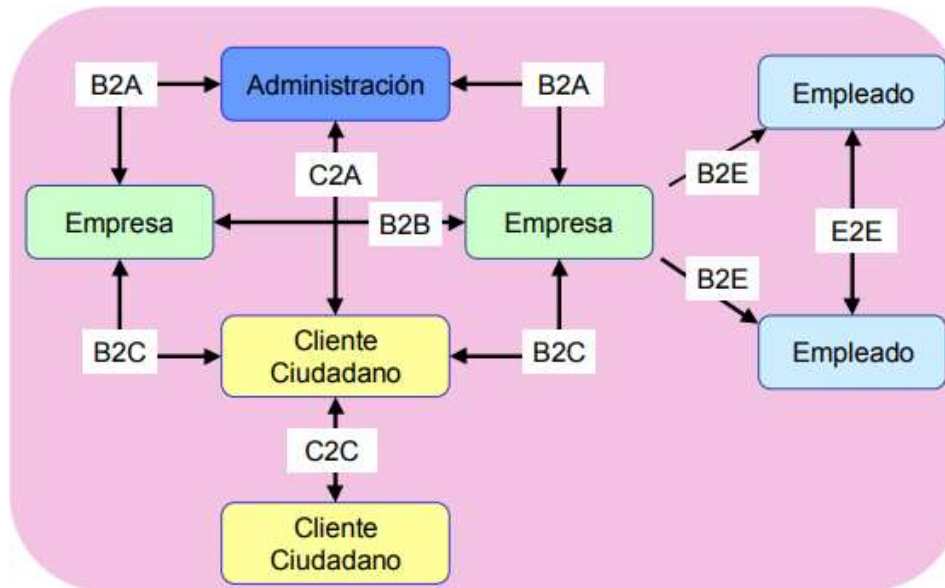 B2A
Administración
B2A
Empleado
C2A
B2E
Empresa
B2B
Empresa
E2E
B2E
B2C
Cliente
Ciudadano
B2C
Empleado
C2C
Cliente
Ciudadano